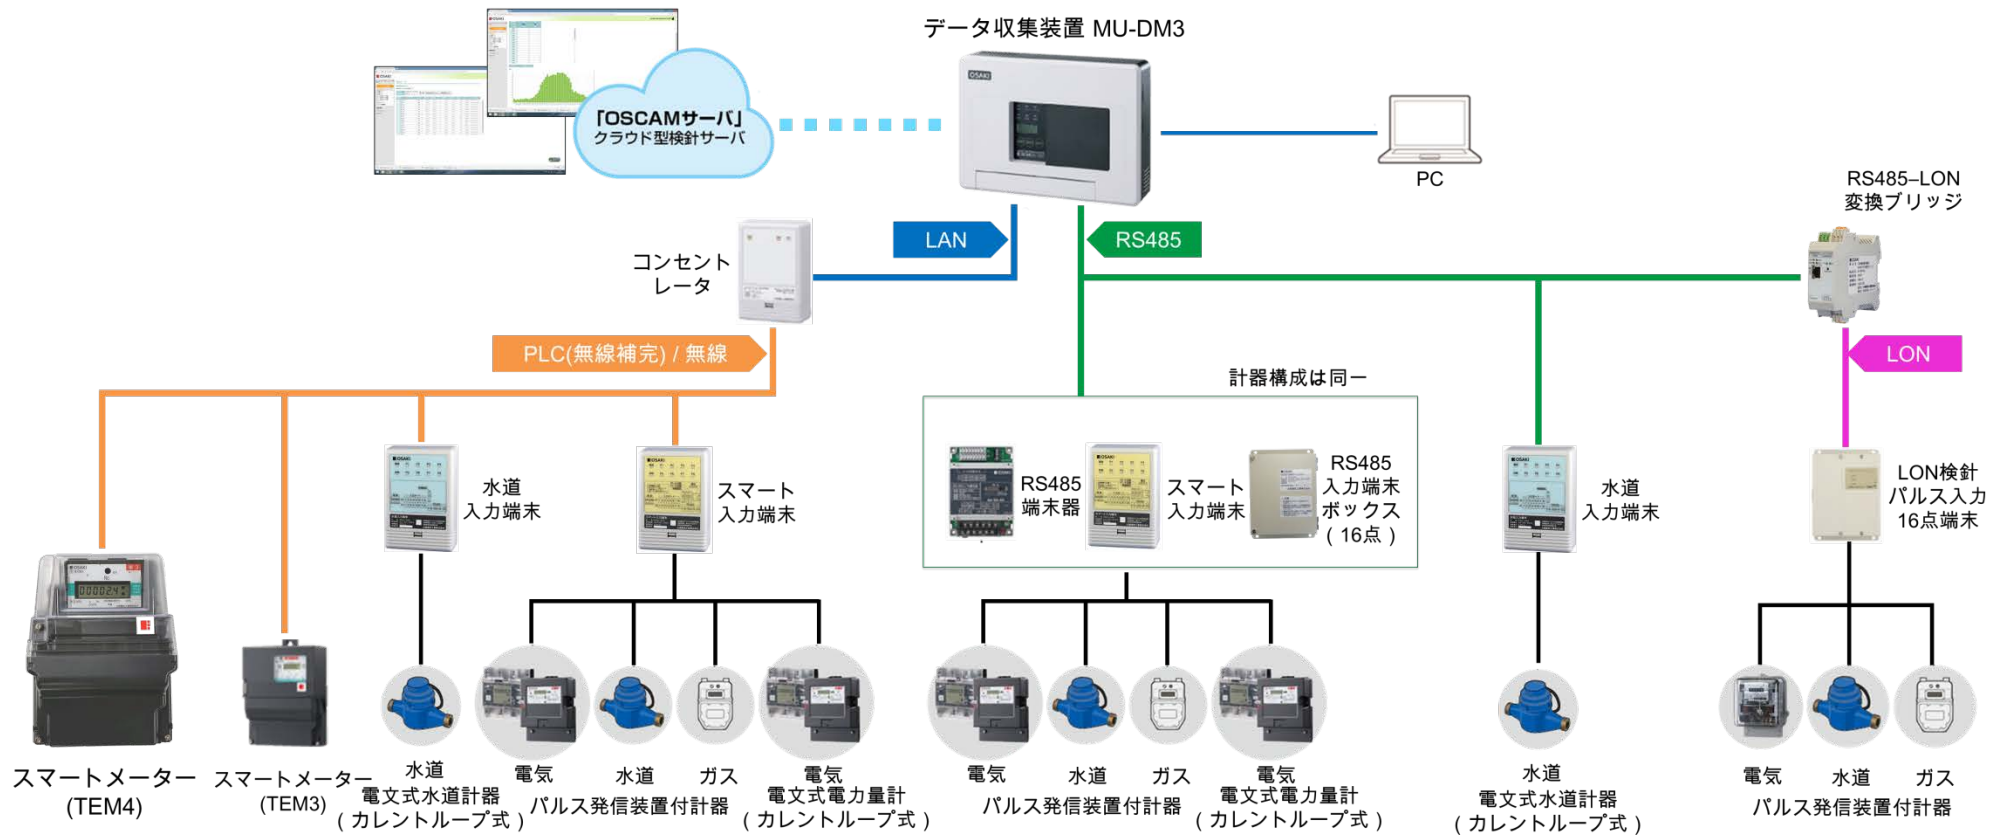 データ収集装置 MU-DM3
OSAKI
「OSCAMサーバ」
クラウド型検針サーバ
PC
RS485–LON
変換ブリッジ
LAN
RS485
コンセント
レータ
PLC(無線補完) / 無線
LON
計器構成は同一
OSAKI
水道
入力端末
OSAKI
スマート
入力端末
RS485
端末器
OSAKI
スマート
入力端末
RS485
入力端末
ボックス
( 16点 )
OSAKI
水道
入力端末
LON検針
パルス入力
16点端末
スマートメーター
(TEM4)
スマートメーター
(TEM3)
水道
電文式水道計器
( カレントループ式 )
電気
水道
ガス
パルス発信装置付計器
電気
電文式電力量計
( カレントループ式 )
電気
水道
ガス
パルス発信装置付計器
電気
電文式電力量計
( カレントループ式 )
水道
電文式水道計器
( カレントループ式 )
電気
水道
ガス
パルス発信装置付計器